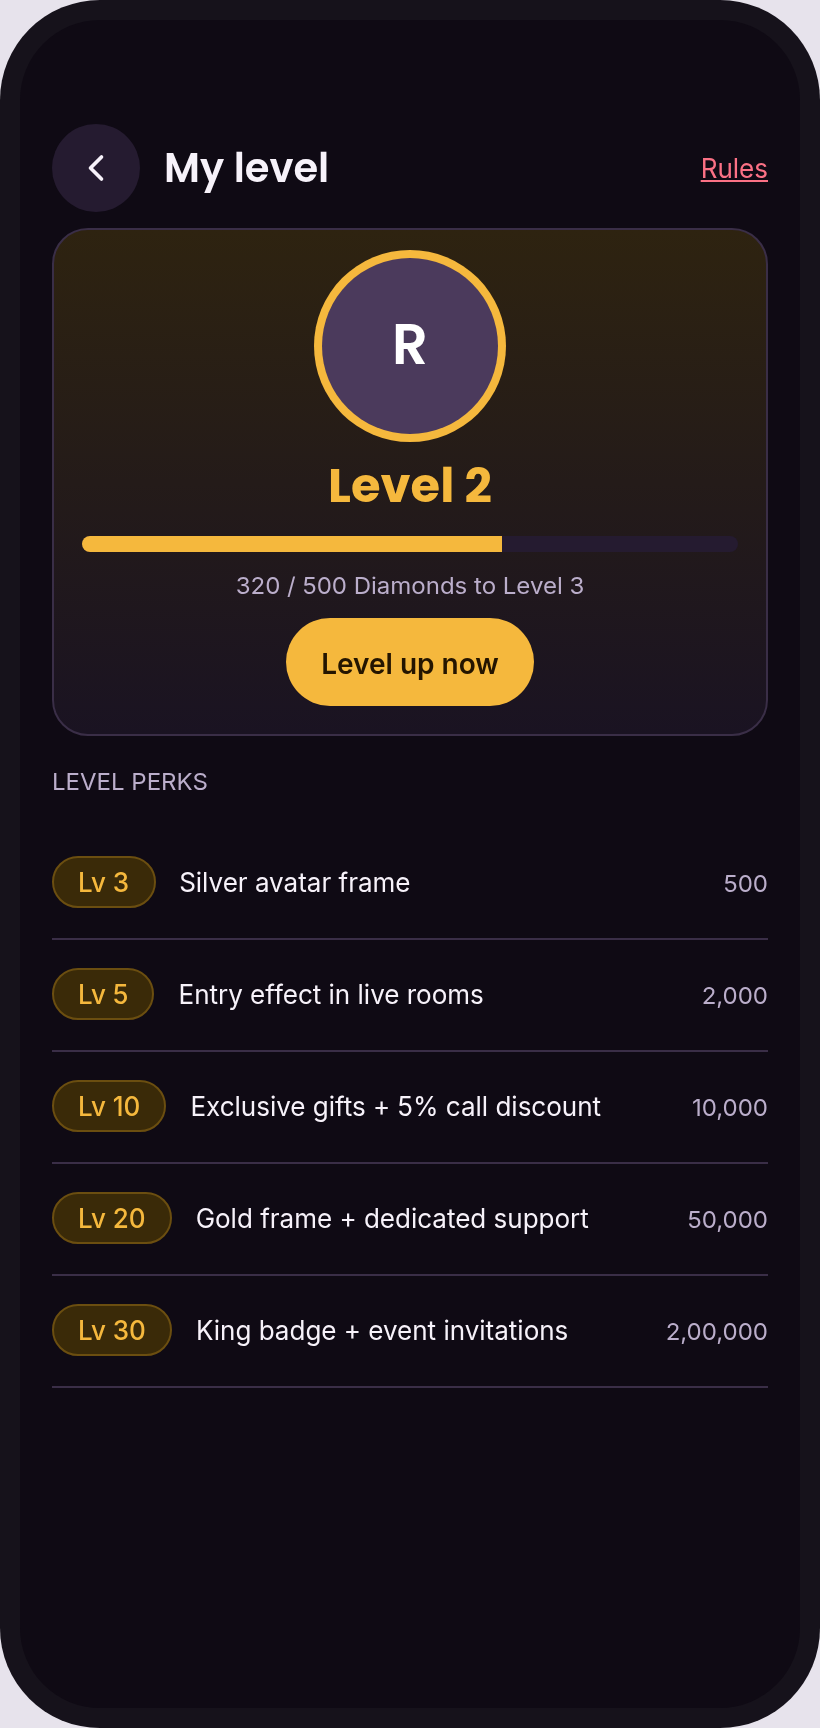 My level
Rules
R
Level 2
320 / 500 Diamonds to Level 3
Level up now
LEVEL PERKS
Lv 3 Silver avatar frame 500
Lv 5 Entry effect in live rooms 2,000
Lv 10 Exclusive gifts + 5% call discount 10,000
Lv 20 Gold frame + dedicated support 50,000
Lv 30 King badge + event invitations 2,00,000